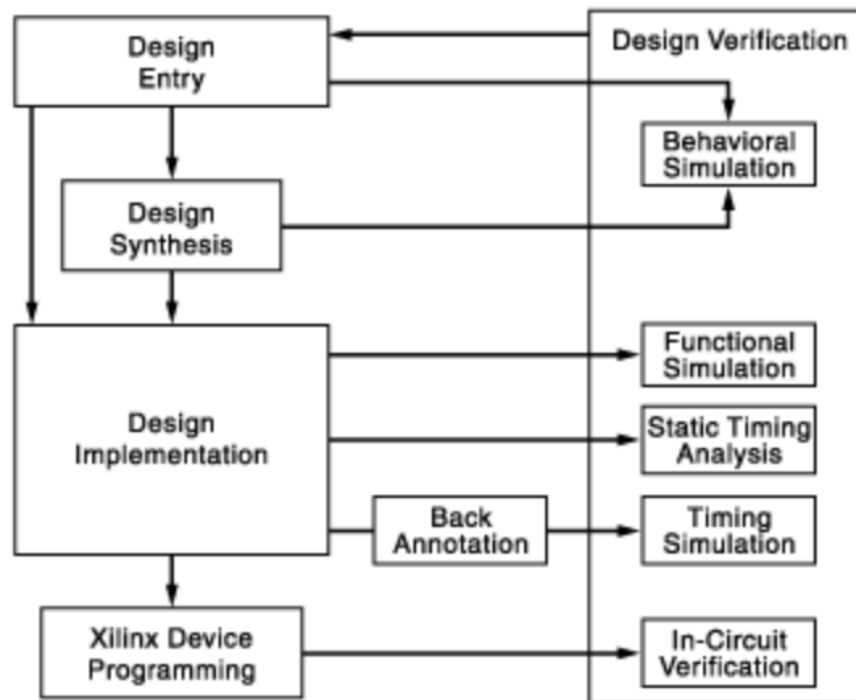 Design
Entry
Design Verification
Behavioral
Simulation
Design
Synthesis
Functional
Simulation
Design
Implementation
Static Timing
Analysis
Back
Annotation
Timing
Simulation
Xilinx Device
Programming
In-Circuit
Verification